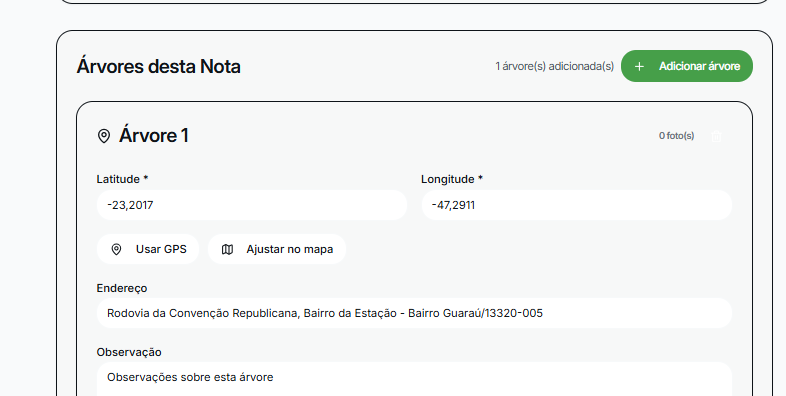 Árvores desta Nota
1 árvore(s) adicionada(s)
+ Adicionar árvore
Árvore 1
0 foto(s)
Latitude *
Longitude *
-23,2017
-47,2911
Usar GPS
Ajustar no mapa
Endereço
Rodovia da Convenção Republicana, Bairro da Estação - Bairro Guaraú/13320-005
Observação
Observações sobre esta árvore